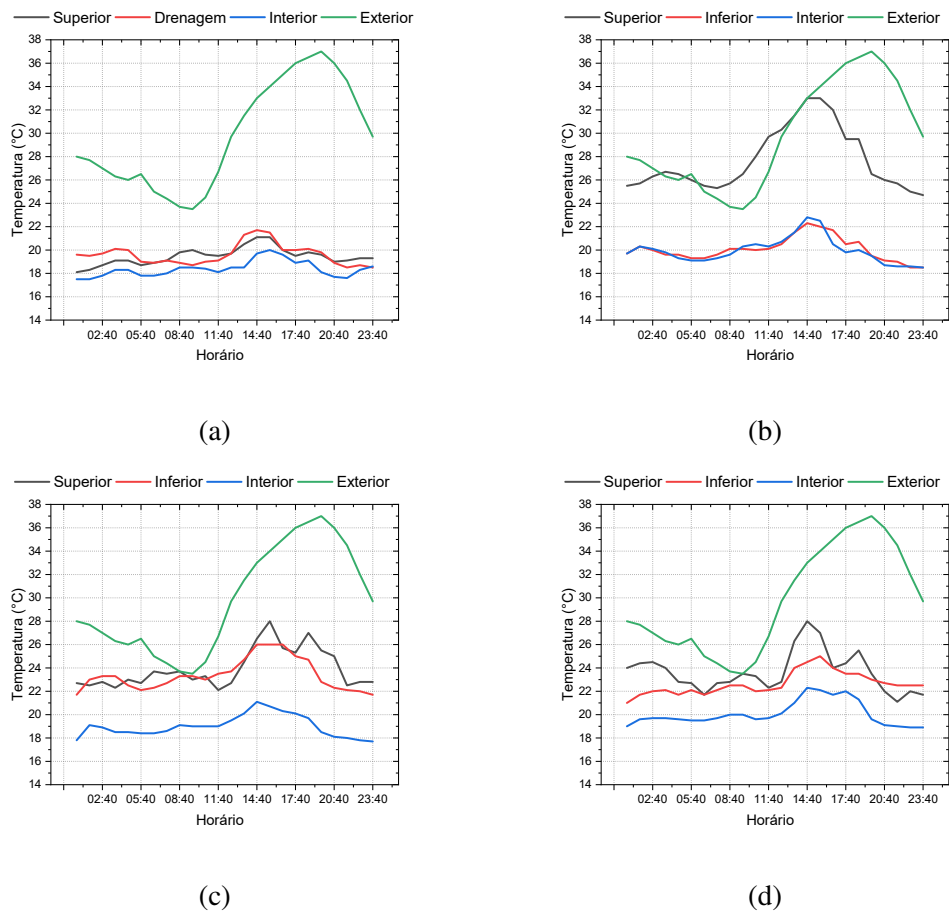 Superior Drenagem Interior Exterior
38
36
34
32
30
28
26
24
22
20
18
16
14
Temperatura (°C)
02:40 05:40 08:40 11:40 14:40 17:40 20:40 23:40
Horário
(a)
Superior Inferior Interior Exterior
38
36
34
32
30
28
26
24
22
20
18
16
14
Temperatura (°C)
02:40 05:40 08:40 11:40 14:40 17:40 20:40 23:40
Horário
(b)
Superior Inferior Interior Exterior
38
36
34
32
30
28
26
24
22
20
18
16
14
Temperatura (°C)
02:40 05:40 08:40 11:40 14:40 17:40 20:40 23:40
Horário
(c)
Superior Inferior Interior Exterior
38
36
34
32
30
28
26
24
22
20
18
16
14
Temperatura (°C)
02:40 05:40 08:40 11:40 14:40 17:40 20:40 23:40
Horário
(d)